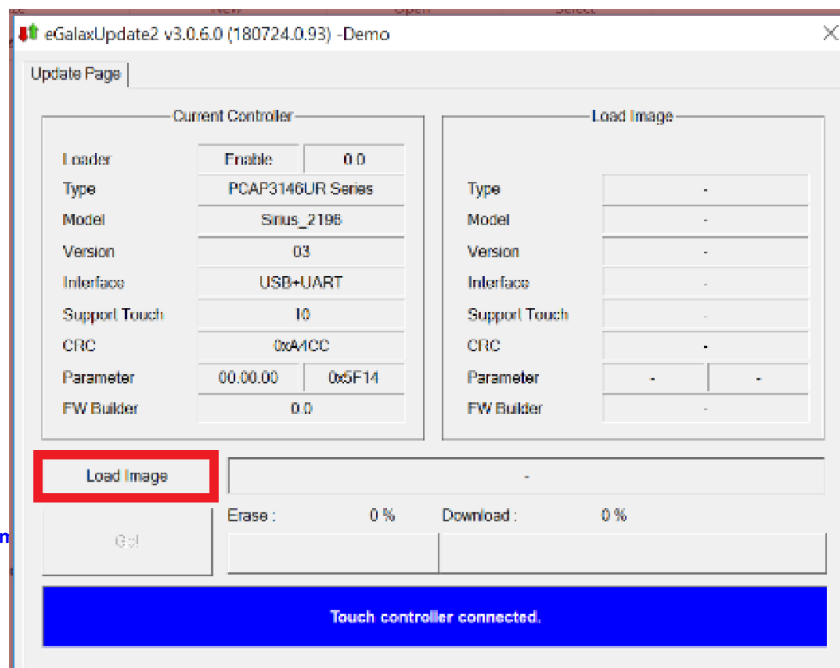 eGalaxUpdate2 v3.0.6.0 (180724.0.93) -Demo
Update Page
Current Controller
Loader Enable 0.0
Type PCAP3146UR Series
Model Sirius_2196
Version 03
Interface USB+UART
Support Touch 10
CRC 0xA4CC
Parameter 00.00.00 0x5F14
FW Builder 0.0
Load Image
Type -
Model -
Version -
Interface -
Support Touch -
CRC -
Parameter - -
FW Builder -
Load Image -
Erase : 0 % Download : 0 %
Go!
Touch controller connected.